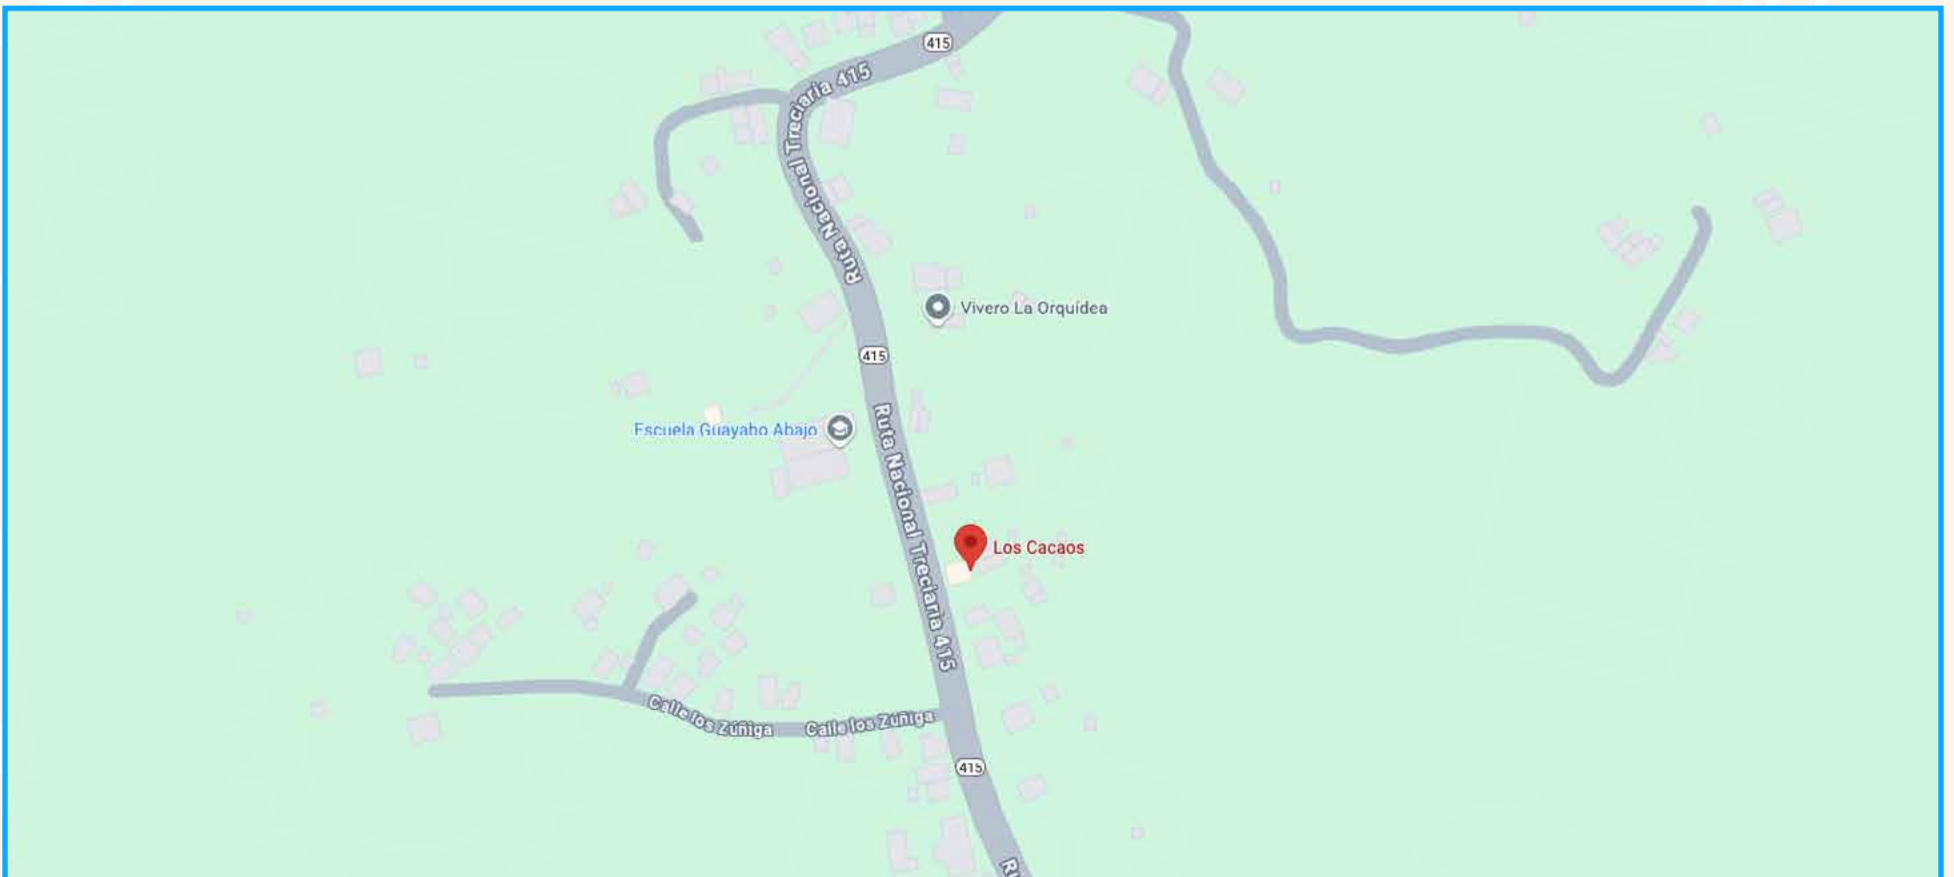 415
Ruta Nacional Treciaria 415
Vivero La Orquídea
415
Escuela Guayabo Abajo
Ruta Nacional Treciaria 415
Los Cacaos
Calle los Zúñiga
Calle los Zúñiga
415